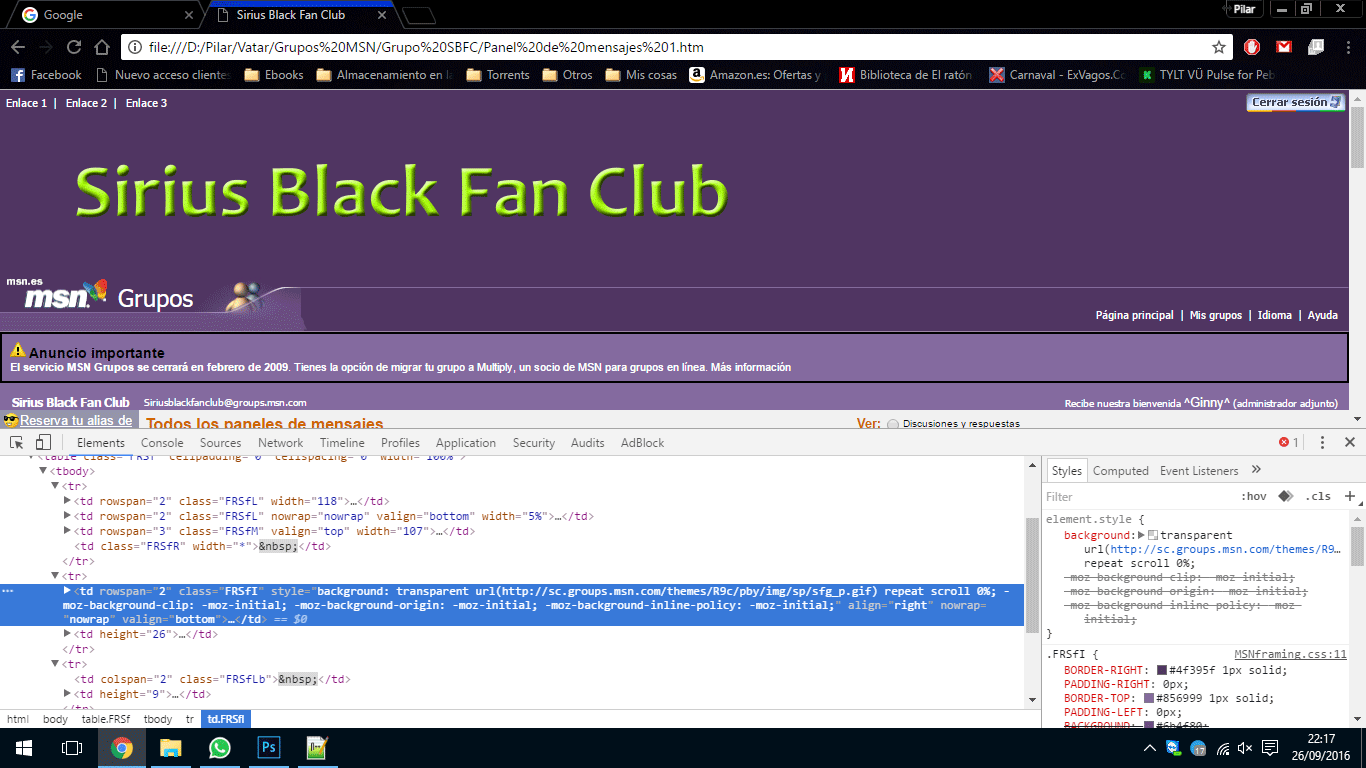 Google
Sirius Black Fan Club
Pilar
file:///D:/Pilar/Vatar/Grupos%20MSN/Grupo%20SBFC/Panel%20de%20mensajes%201.htm
Facebook Nuevo acceso cliente Ebooks Almacenamiento en la Torrents Otros Mis cosas Amazon.es: Ofertas y Biblioteca de El ratón Carnaval - ExVagos.Co TYLT VÜ Pulse for Peb
Enlace 1 | Enlace 2 | Enlace 3
Cerrar sesión
Sirius Black Fan Club
msn.es
msn Grupos
Página principal | Mis grupos | Idioma | Ayuda
Anuncio importante
El servicio MSN Grupos se cerrará en febrero de 2009. Tienes la opción de migrar tu grupo a Multiply, un socio de MSN para grupos en línea. Más información
Sirius Black Fan Club Siriusblackfanclub@groups.msn.com
Recibe nuestra bienvenida ^Ginny^ (administrador adjunto)
Reserva tu alias de
Todos los paneles de mensajes
Ver: Discusiones y respuestas
Elements Console Sources Network Timeline Profiles Application Security Audits AdBlock
1
<table class="FRSf" cellpadding="0" cellspacing="0" width="100%">
<tbody>
<tr>
<td rowspan="2" class="FRSfL" width="118">…</td>
<td rowspan="2" class="FRSfL" nowrap="nowrap" valign="bottom" width="5%">…</td>
<td rowspan="3" class="FRSfM" valign="top" width="107">…</td>
<td class="FRSfR" width="*">&nbsp;</td>
</tr>
<tr>
<td rowspan="2" class="FRSfI" style="background: transparent url(http://sc.groups.msn.com/themes/R9c/pby/img/sp/sfg_p.gif) repeat scroll 0%; -
moz-background-clip: -moz-initial; -moz-background-origin: -moz-initial; -moz-background-inline-policy: -moz-initial;" align="right" nowrap=
"nowrap" valign="bottom">…</td> == $0
<td height="26">…</td>
</tr>
<tr>
<td colspan="2" class="FRSfLb">&nbsp;</td>
<td height="9">…</td>
</tr>
html body table.FRSf tbody tr td.FRSfI
Styles Computed Event Listeners »
Filter :hov .cls +
element.style {
background: transparent
url(http://sc.groups.msn.com/themes/R9…
repeat scroll 0%;
-moz-background-clip: -moz-initial;
-moz-background-origin: -moz-initial;
-moz-background-inline-policy: -moz-
initial;
}
.FRSfI {
MSNframing.css:11
BORDER-RIGHT: #4f395f 1px solid;
PADDING-RIGHT: 0px;
BORDER-TOP: #856999 1px solid;
PADDING-LEFT: 0px;
BACKGROUND: #6b4f80;
Ps
17
22:17
26/09/2016